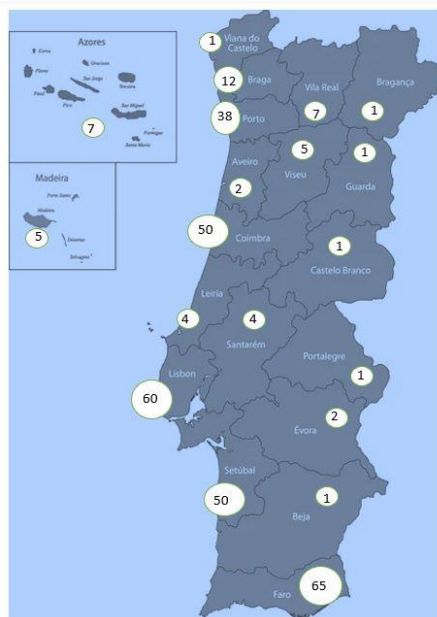 Azores
Corvo
Flores
Graciosa
Terceira
São Jorge
Faial
Pico
São Miguel
7
Formigas
Santa Maria
Madeira
Porto Santo
Madeira
5
Desertas
Selvagens
1
Viana do
Castelo
12
Braga
Vila Real
7
Bragança
1
38
Porto
Aveiro
2
5
Viseu
1
Guarda
50
Coimbra
1
Castelo Branco
Leiria
4
4
Santarém
Lisbon
60
Portalegre
1
2
Évora
Setúbal
50
1
Beja
65
Faro